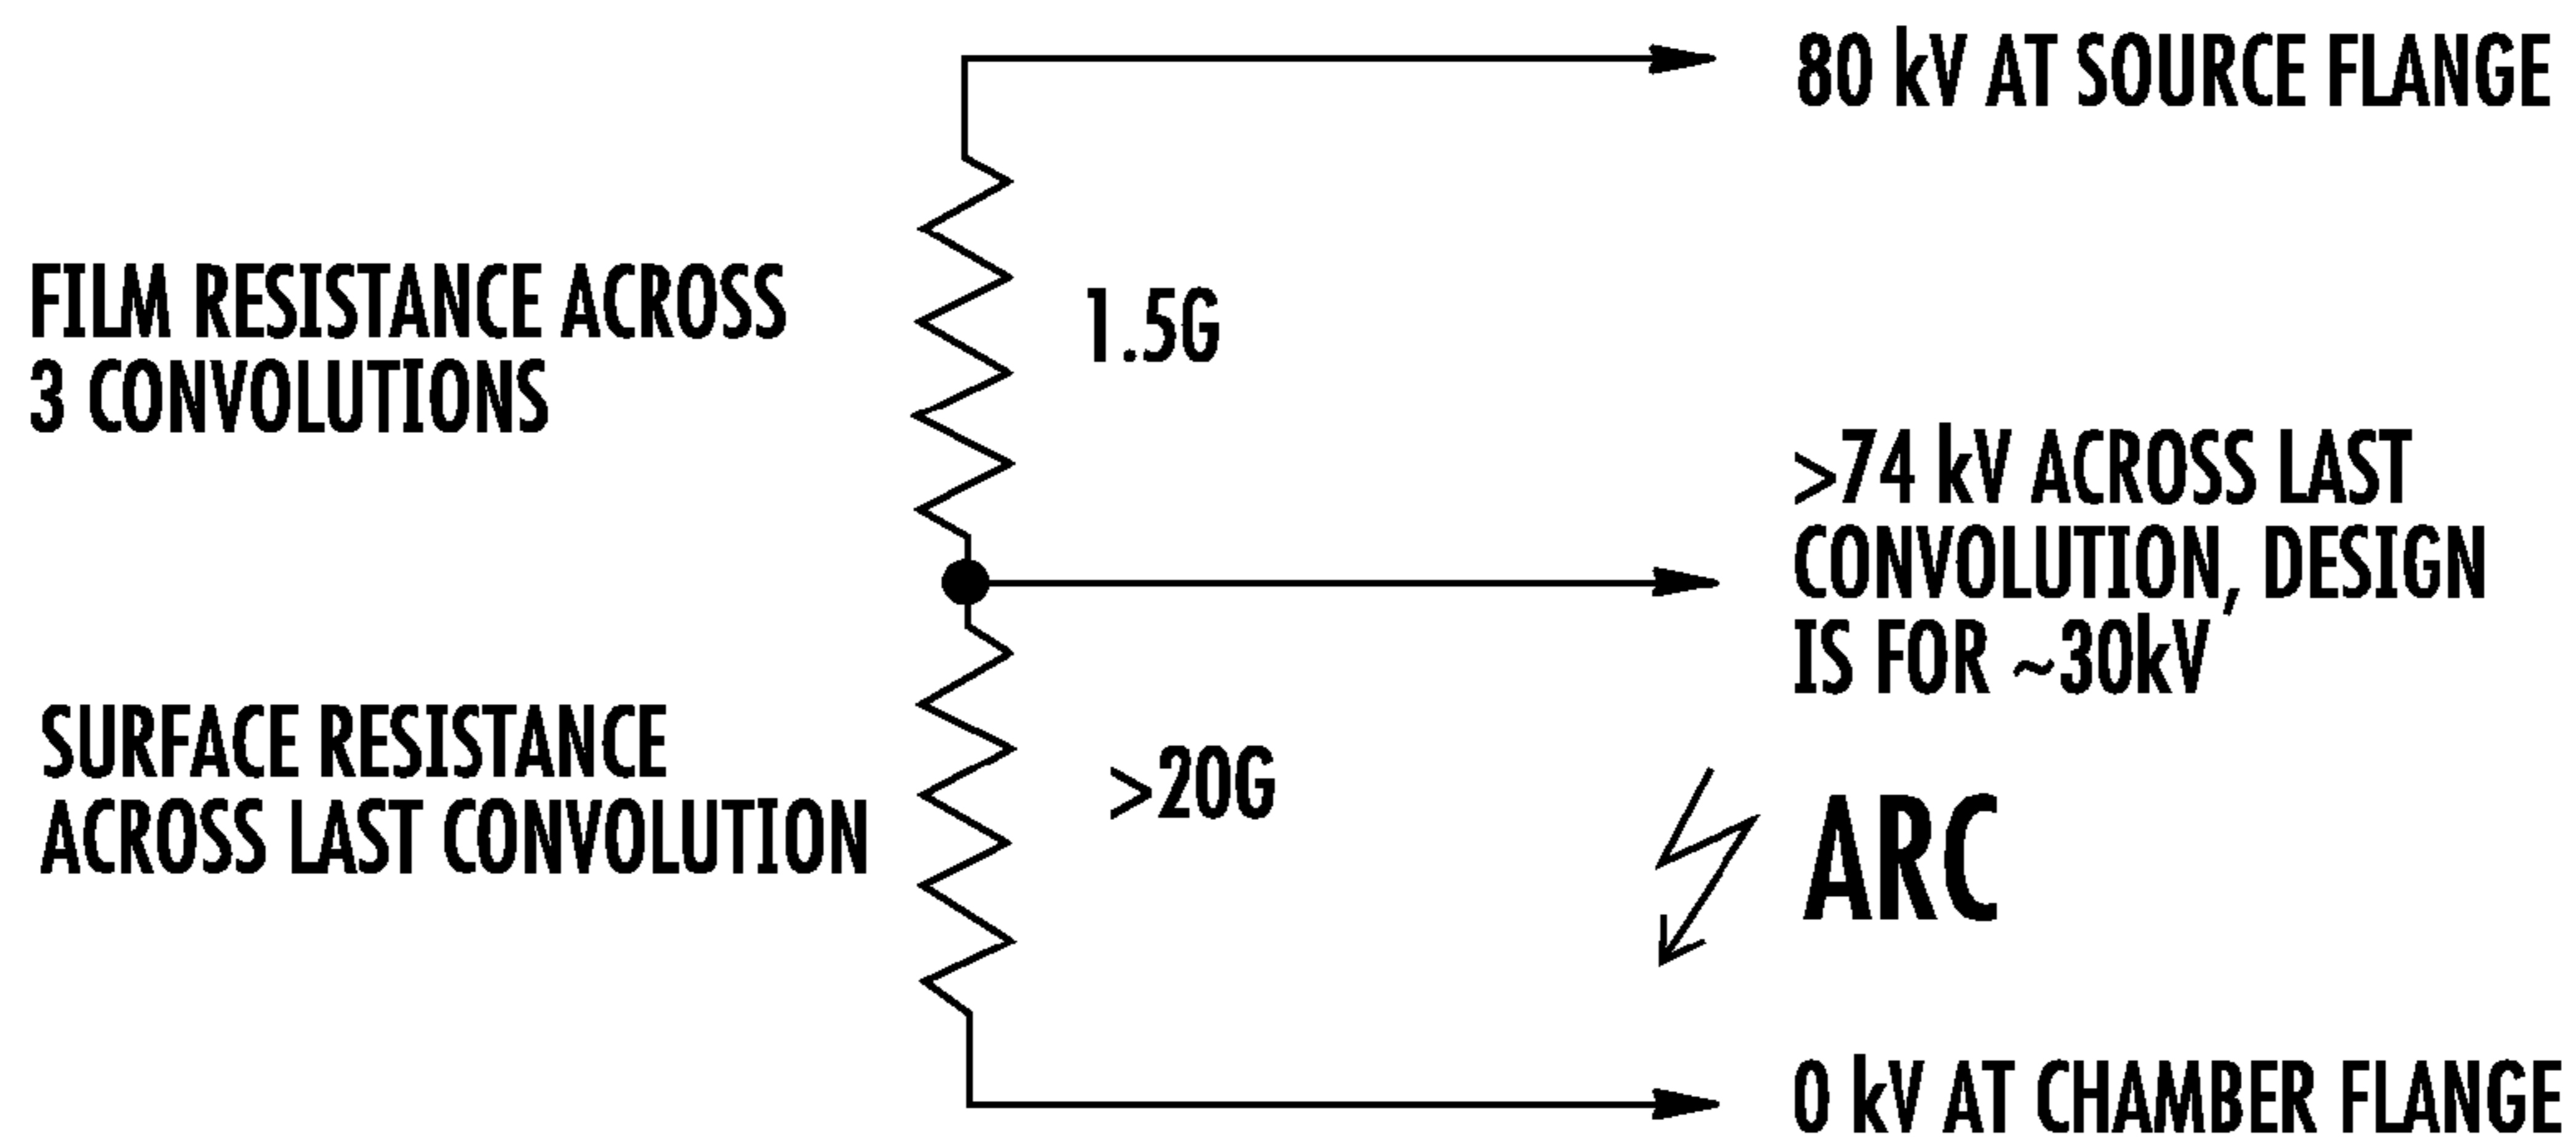 80 kV AT SOURCE FLANGE
FILM RESISTANCE ACROSS
3 CONVOLUTIONS
1.5G
>74 kV ACROSS LAST
CONVOLUTION, DESIGN
IS FOR ~30kV
SURFACE RESISTANCE
ACROSS LAST CONVOLUTION
>20G
ARC
0 kV AT CHAMBER FLANGE